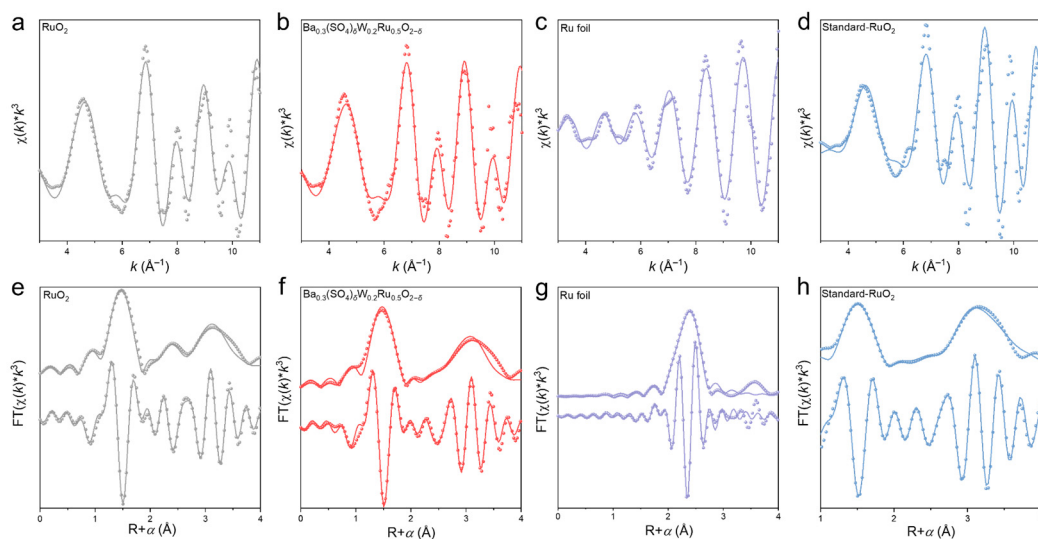 a
RuO₂
χ(k)*k³
4 6 8 10
k (Å⁻¹)
b
Ba₀.₃(SO₄)δW₀.₂Ru₀.₅O₂₋δ
χ(k)*k³
4 6 8 10
k (Å⁻¹)
c
Ru foil
χ(k)*k³
4 6 8 10
k (Å⁻¹)
d
Standard-RuO₂
χ(k)*k³
4 6 8 10
k (Å⁻¹)
e
RuO₂
FT(χ(k)*k³)
0 1 2 3 4
R+α (Å)
f
Ba₀.₃(SO₄)δW₀.₂Ru₀.₅O₂₋δ
FT(χ(k)*k³)
0 1 2 3 4
R+α (Å)
g
Ru foil
FT(χ(k)*k³)
0 1 2 3 4
R+α (Å)
h
Standard-RuO₂
FT(χ(k)*k³)
1 2 3
R+α (Å)